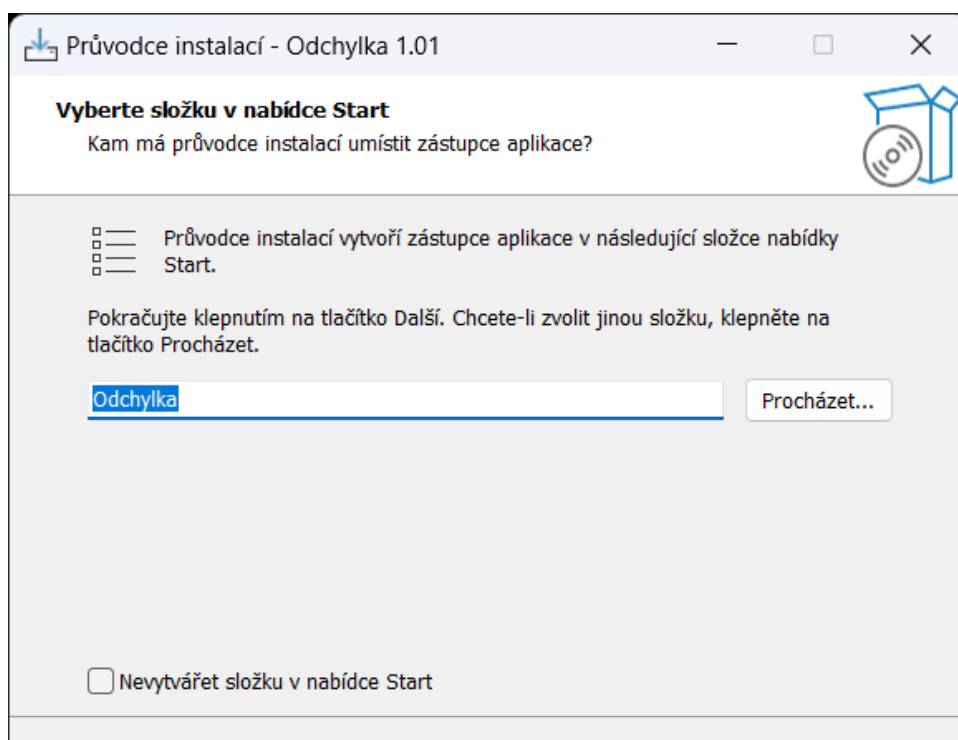 Průvodce instalací - Odchylka 1.01
Vyberte složku v nabídce Start
Kam má průvodce instalací umístit zástupce aplikace?
Průvodce instalací vytvoří zástupce aplikace v následující složce nabídky
Start.
Pokračujte klepnutím na tlačítko Další. Chcete-li zvolit jinou složku, klepněte na
tlačítko Procházet.
Odchylka
Procházet...
Nevytvářet složku v nabídce Start